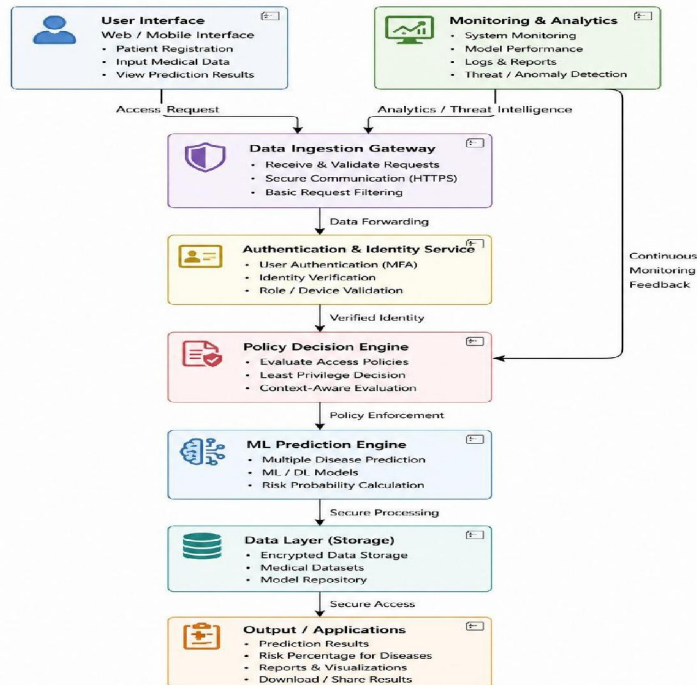 User Interface
Web / Mobile Interface
• Patient Registration
• Input Medical Data
• View Prediction Results
Monitoring & Analytics
• System Monitoring
• Model Performance
• Logs & Reports
• Threat / Anomaly Detection
Access Request
Analytics / Threat Intelligence
Data Ingestion Gateway
• Receive & Validate Requests
• Secure Communication (HTTPS)
• Basic Request Filtering
Data Forwarding
Authentication & Identity Service
• User Authentication (MFA)
• Identity Verification
• Role / Device Validation
Continuous
Monitoring
Feedback
Verified Identity
Policy Decision Engine
• Evaluate Access Policies
• Least Privilege Decision
• Context-Aware Evaluation
Policy Enforcement
ML Prediction Engine
• Multiple Disease Prediction
• ML / DL Models
• Risk Probability Calculation
Secure Processing
Data Layer (Storage)
• Encrypted Data Storage
• Medical Datasets
• Model Repository
Secure Access
Output / Applications
• Prediction Results
• Risk Percentage for Diseases
• Reports & Visualizations
• Download / Share Results